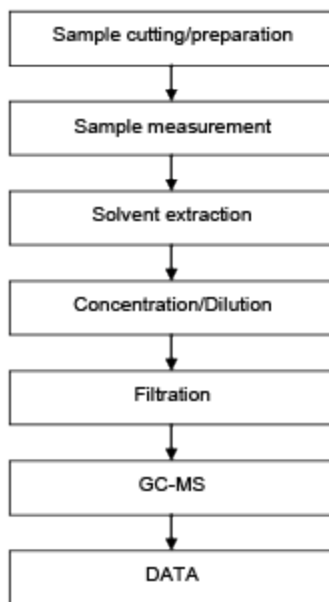 Sample cutting/preparation
Sample measurement
Solvent extraction
Concentration/Dilution
Filtration
GC-MS
DATA